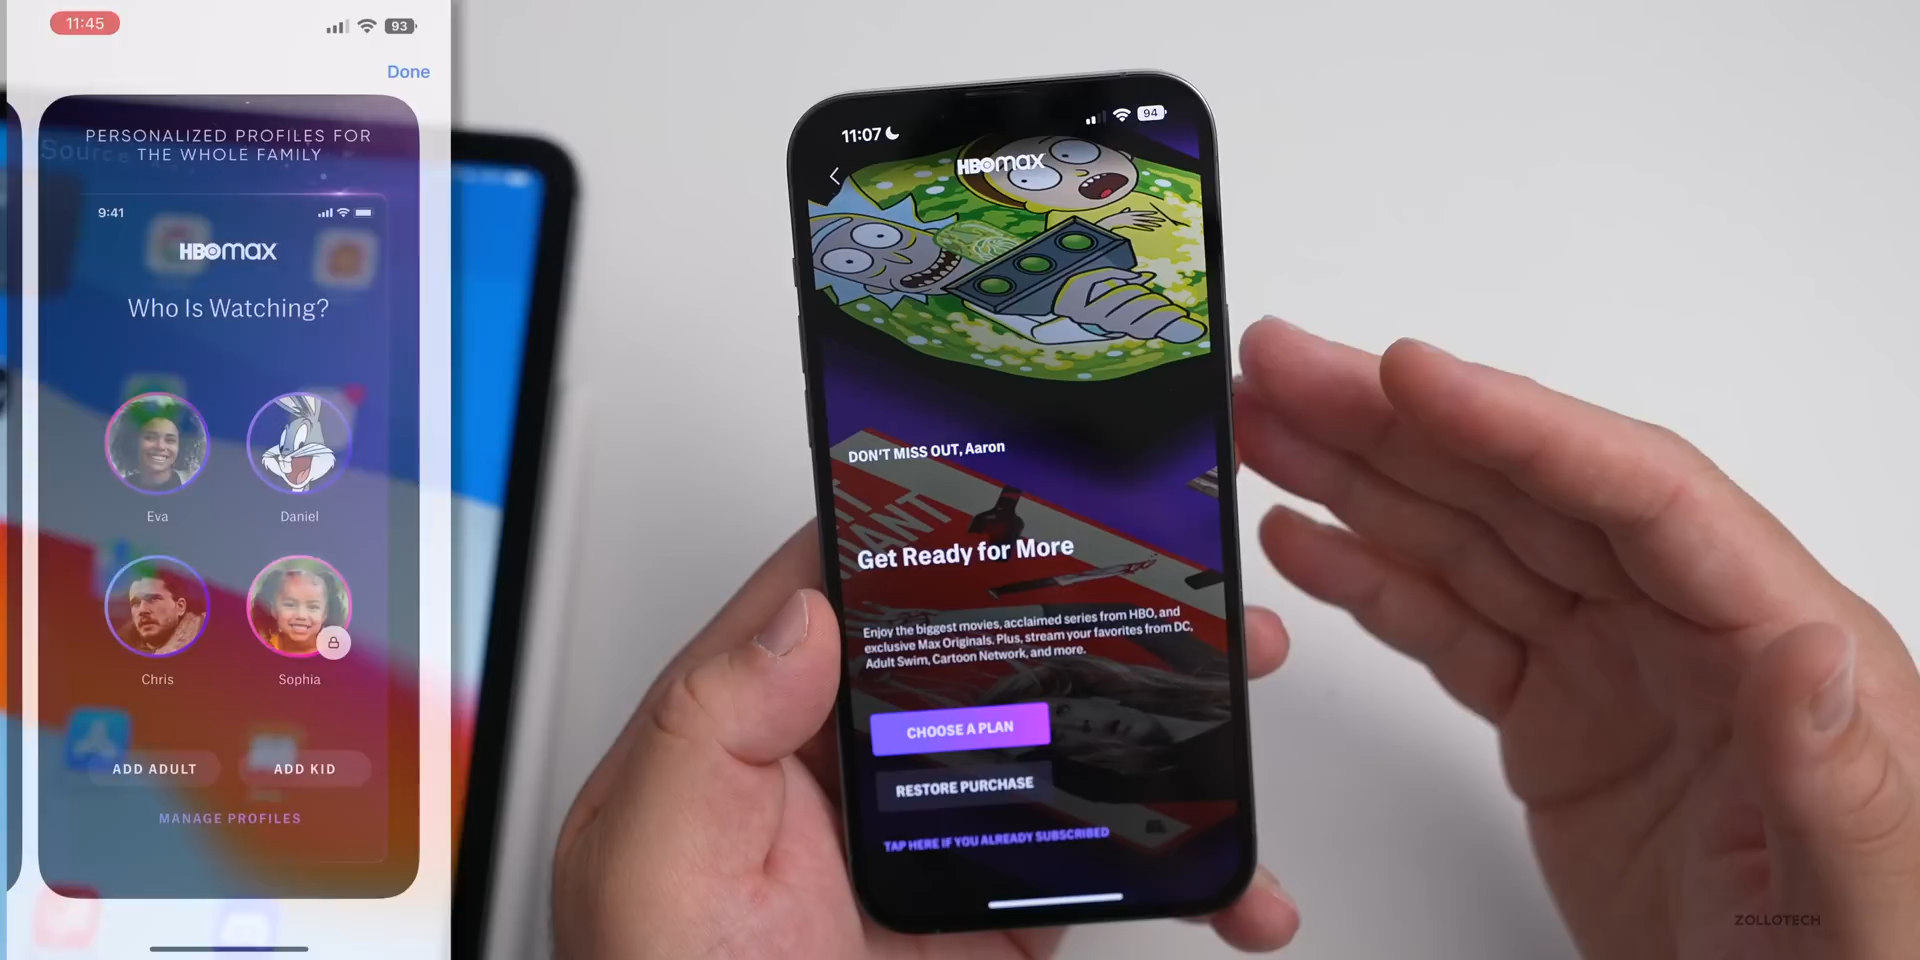 11:45
93
Done
PERSONALIZED PROFILES FOR
THE WHOLE FAMILY
Source
9:41
HBOmax
Who Is Watching?
Eva
Daniel
Chris
Sophia
ADD ADULT
ADD KID
MANAGE PROFILES
11:07
94
HBOmax
DON'T MISS OUT, Aaron
Get Ready for More
Enjoy the biggest movies, acclaimed series from HBO, and
exclusive Max Originals. Plus, stream your favorites from DC,
Adult Swim, Cartoon Network, and more.
CHOOSE A PLAN
RESTORE PURCHASE
TAP HERE IF YOU ALREADY SUBSCRIBED
ZOLLOTECH